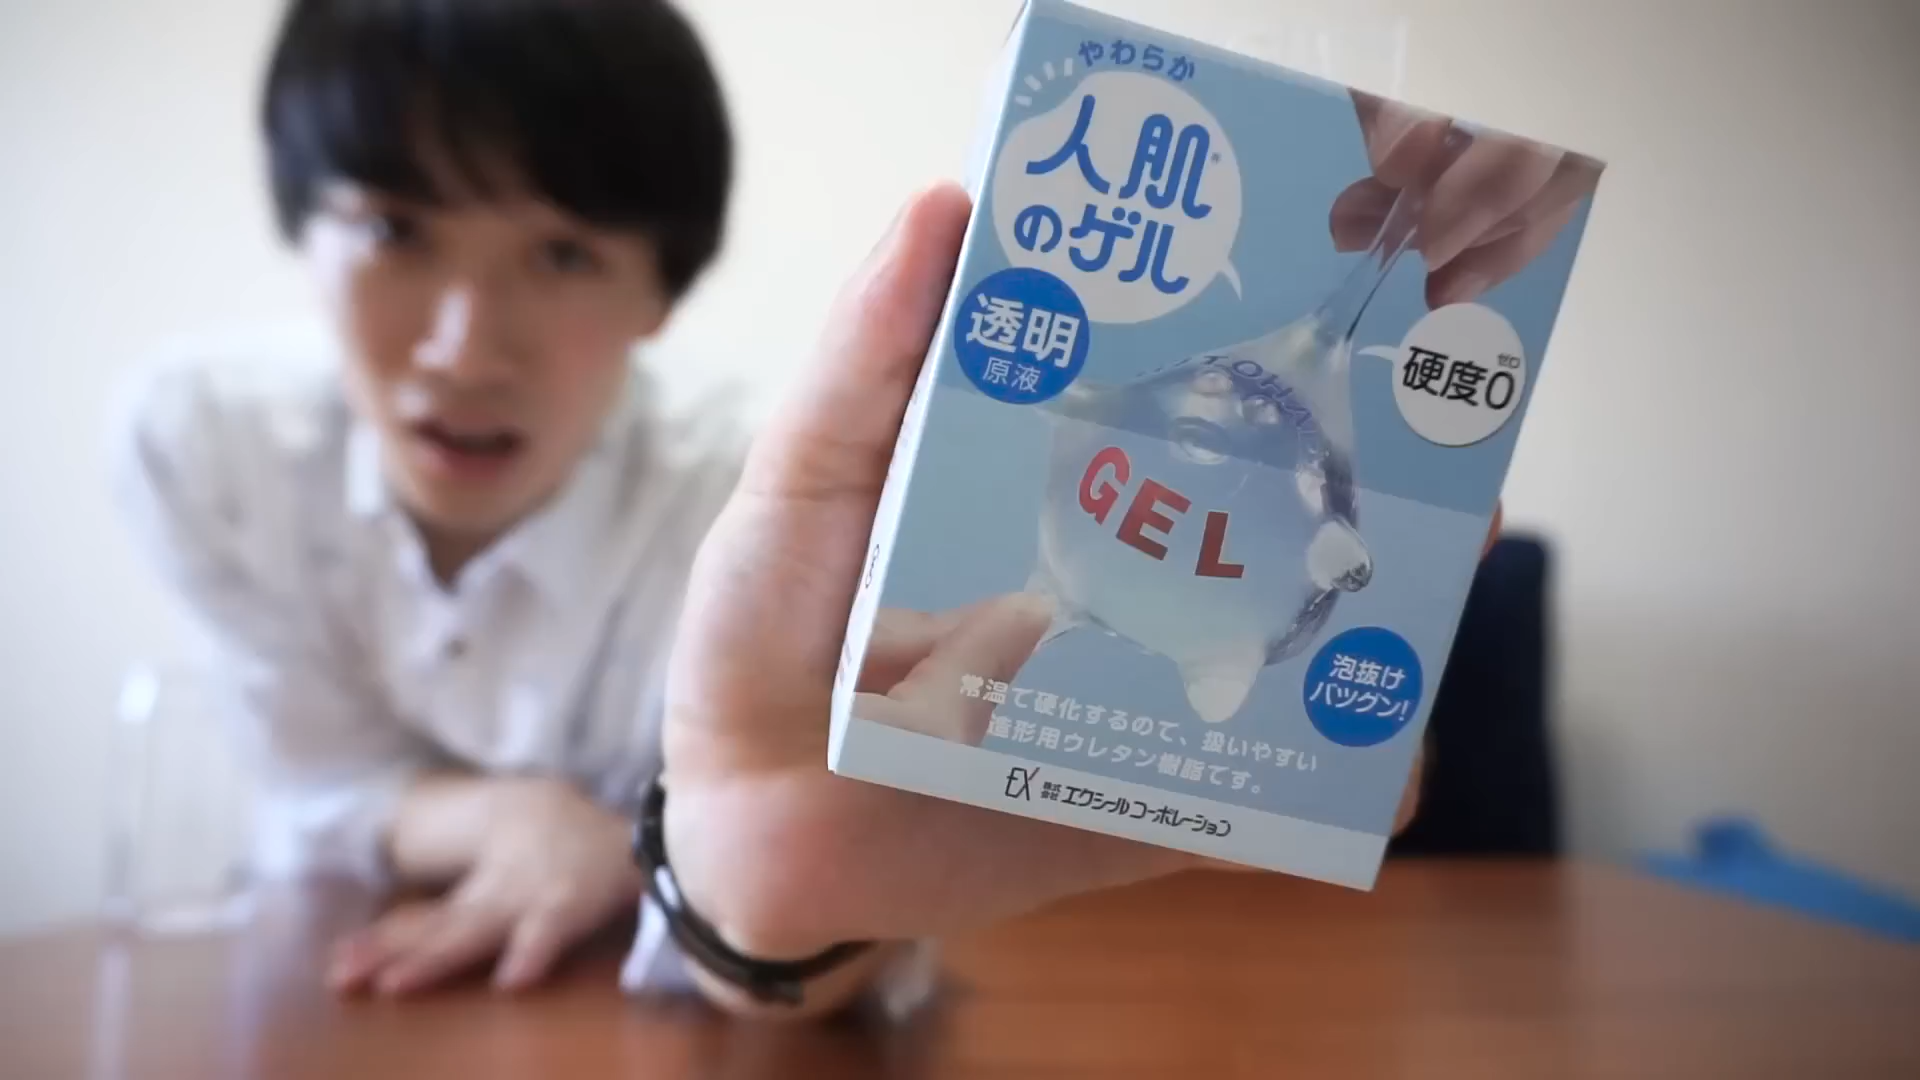 やわらか
人肌
のゲル
透明
原液
ゼロ
硬度0
GEL
泡抜け
バツグン!
常温で硬化するので、扱いやすい
造形用ウレタン樹脂です。
EX 株式会社 エクシールコーポレーション